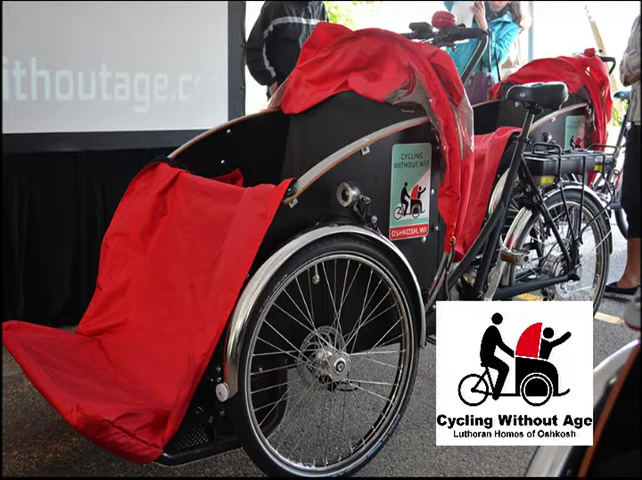 ithoutage.c
CYCLING
WITHOUT AGE
OSHKOSH, WI
Cycling Without Age
Lutheran Homes of Oshkosh